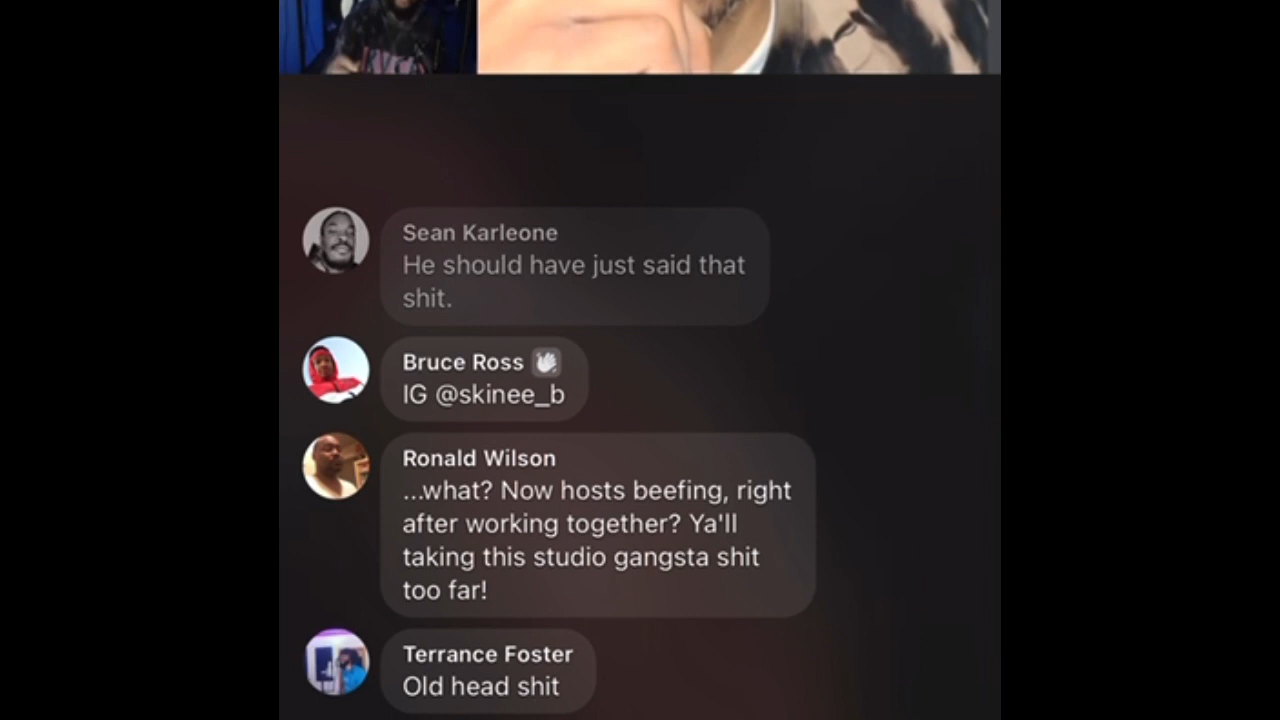 Sean Karleone
He should have just said that
shit.
Bruce Ross 👋
IG @skinee_b
Ronald Wilson
...what? Now hosts beefing, right
after working together? Ya'll
taking this studio gangsta shit
too far!
Terrance Foster
Old head shit